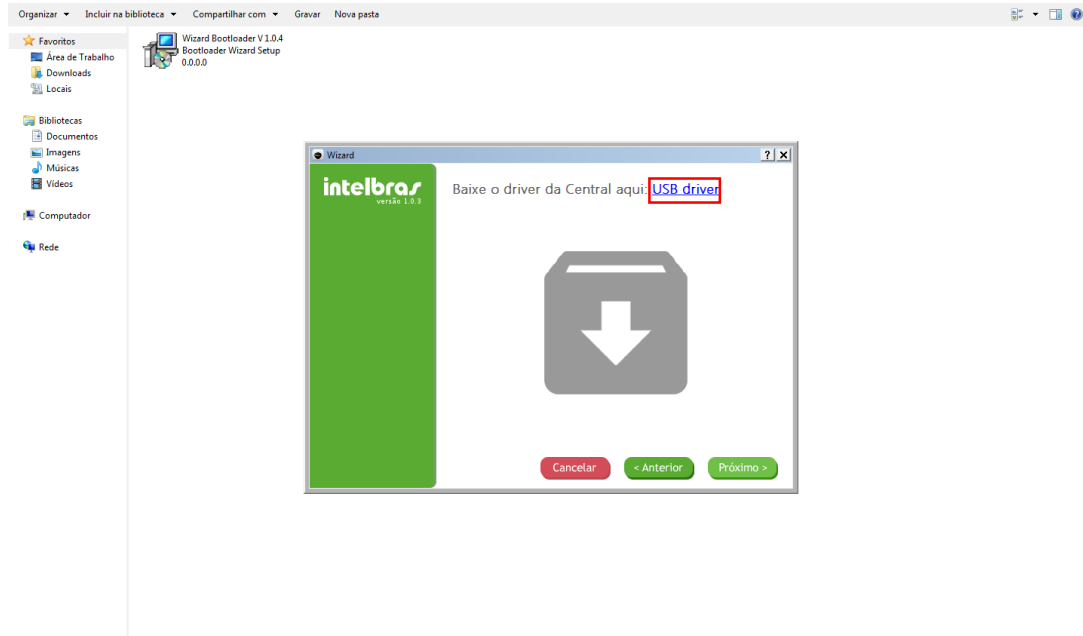 Organizar Incluir na biblioteca Compartilhar com Gravar Nova pasta
Favoritos
Área de Trabalho
Downloads
Locais
Bibliotecas
Documentos
Imagens
Músicas
Vídeos
Computador
Rede
Wizard Bootloader V 1.0.4
Bootloader Wizard Setup
0.0.0.0
Wizard
intelbras
versão 1.0.3
Baixe o driver da Central aqui: USB driver
Cancelar < Anterior Próximo >